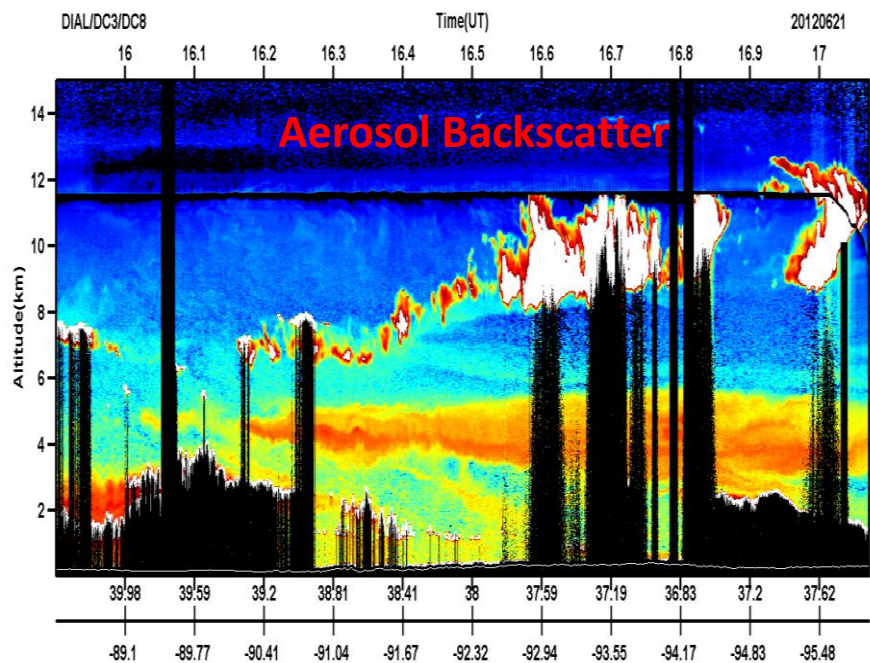 DIAL/DC3/DC8 Time(UT) 20120621
16 16.1 16.2 16.3 16.4 16.5 16.6 16.7 16.8 16.9 17
Aerosol Backscatter
14
12
10
8
6
4
2
Altitude(km)
39.98 39.59 39.2 38.81 38.41 38 37.59 37.19 36.83 37.2 37.62
-89.1 -89.77 -90.41 -91.04 -91.67 -92.32 -92.94 -93.55 -94.17 -94.83 -95.48